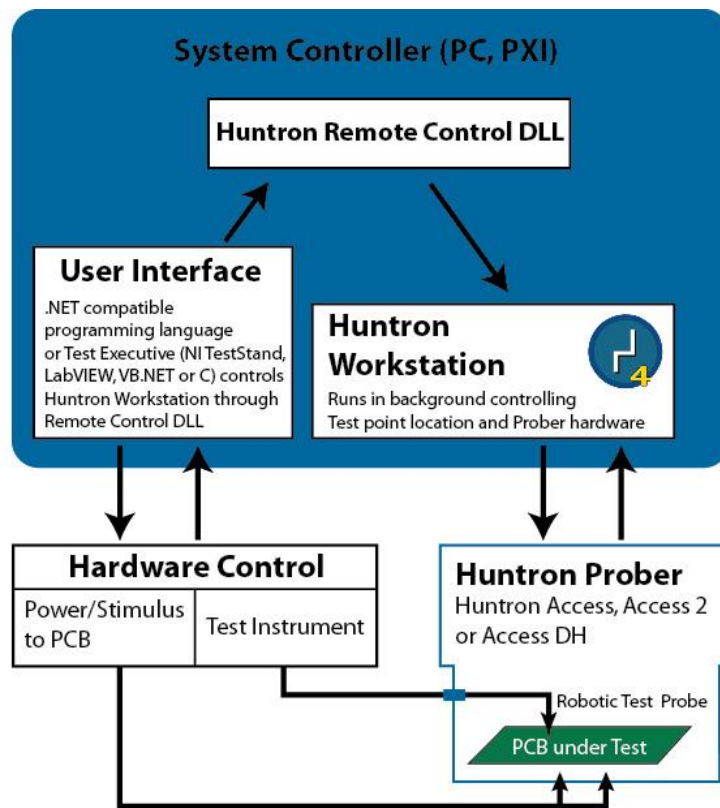 System Controller (PC, PXI)
Huntron Remote Control DLL
User Interface
.NET compatible
programming language
or Test Executive (NI TestStand,
LabVIEW, VB.NET or C) controls
Huntron Workstation through
Remote Control DLL
Huntron
Workstation
4
Runs in background controlling
Test point location and Prober hardware
Hardware Control
Power/Stimulus
to PCB
Test Instrument
Huntron Prober
Huntron Access, Access 2
or Access DH
Robotic Test Probe
PCB under Test